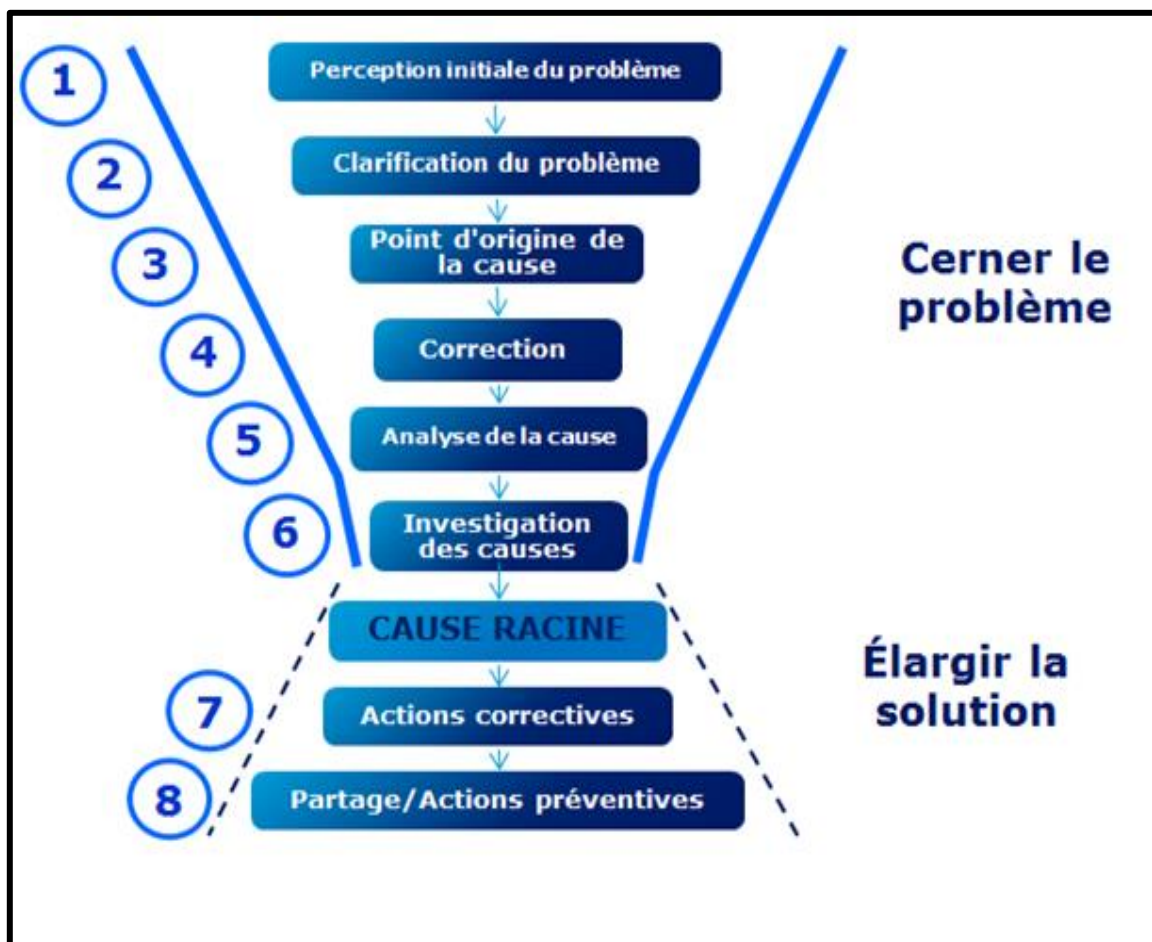 1
Perception initiale du problème
2
Clarification du problème
3
Point d'origine de
la cause
Cerner le
problème
4
Correction
5
Analyse de la cause
6
Investigation
des causes
CAUSE RACINE
Élargir la
solution
7
Actions correctives
8
Partage/Actions préventives